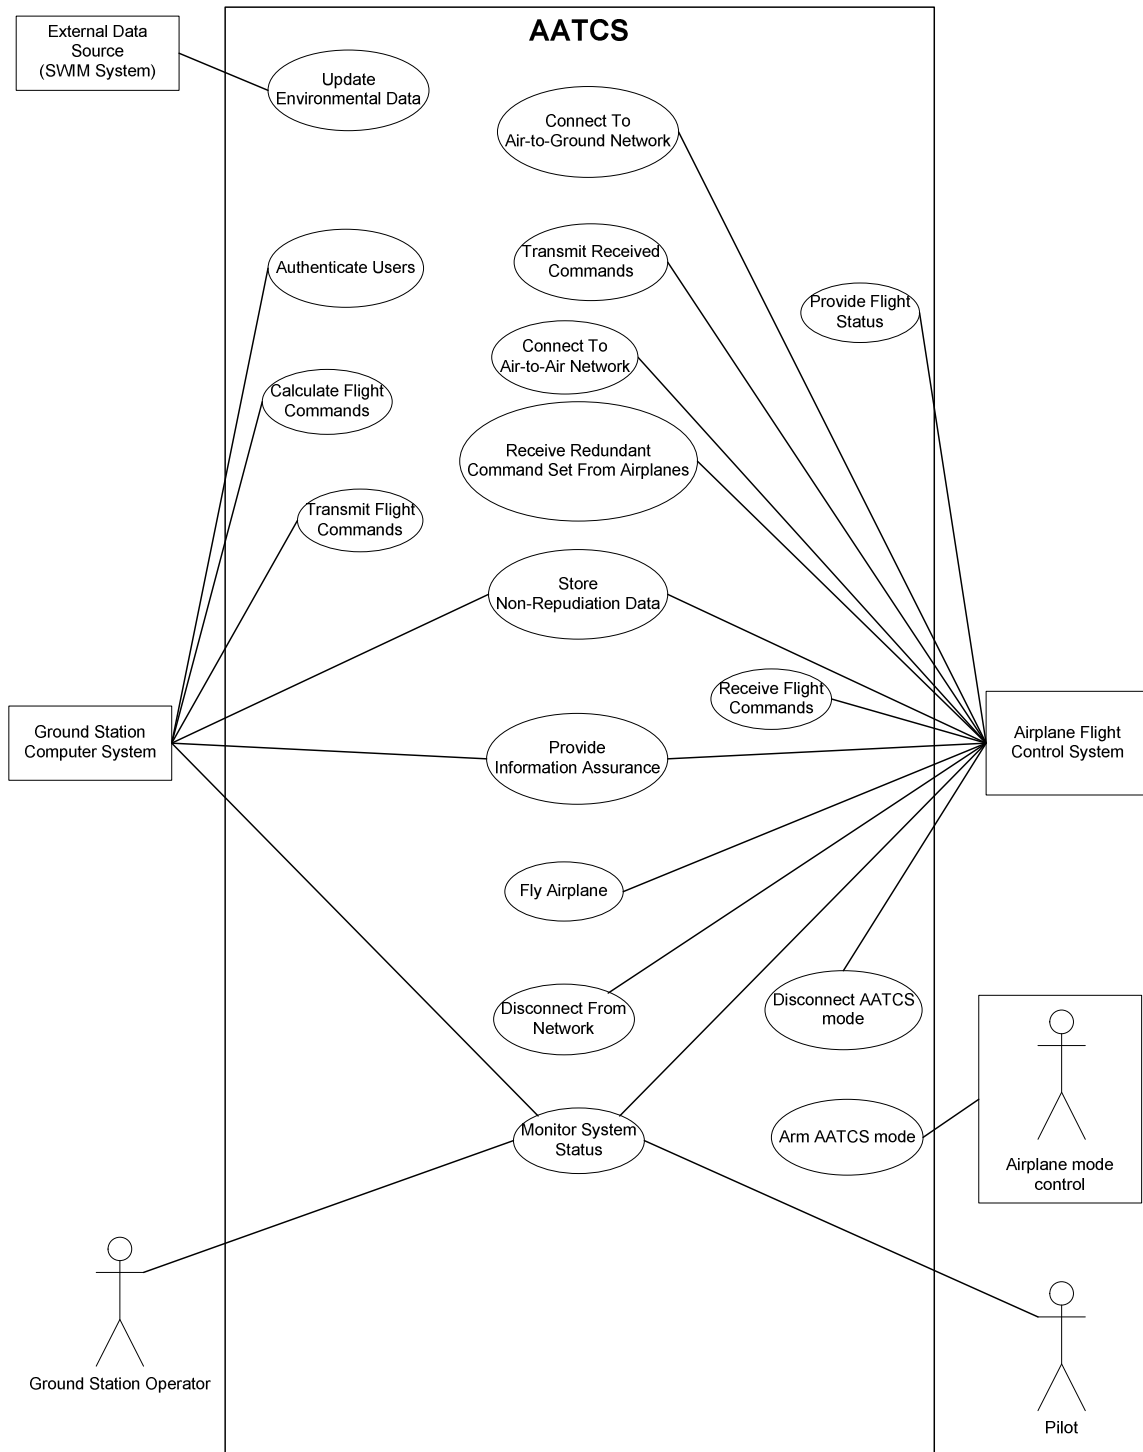 AATCS
External Data
Source
(SWIM System)
Update
Environmental Data
Connect To
Air-to-Ground Network
Authenticate Users
Transmit Received
Commands
Provide Flight
Status
Connect To
Air-to-Air Network
Calculate Flight
Commands
Receive Redundant
Command Set From Airplanes
Transmit Flight
Commands
Store
Non-Repudiation Data
Receive Flight
Commands
Ground Station
Computer System
Provide
Information Assurance
Airplane Flight
Control System
Fly Airplane
Disconnect From
Network
Disconnect AATCS
mode
Monitor System
Status
Arm AATCS mode
Airplane mode
control
Ground Station Operator
Pilot